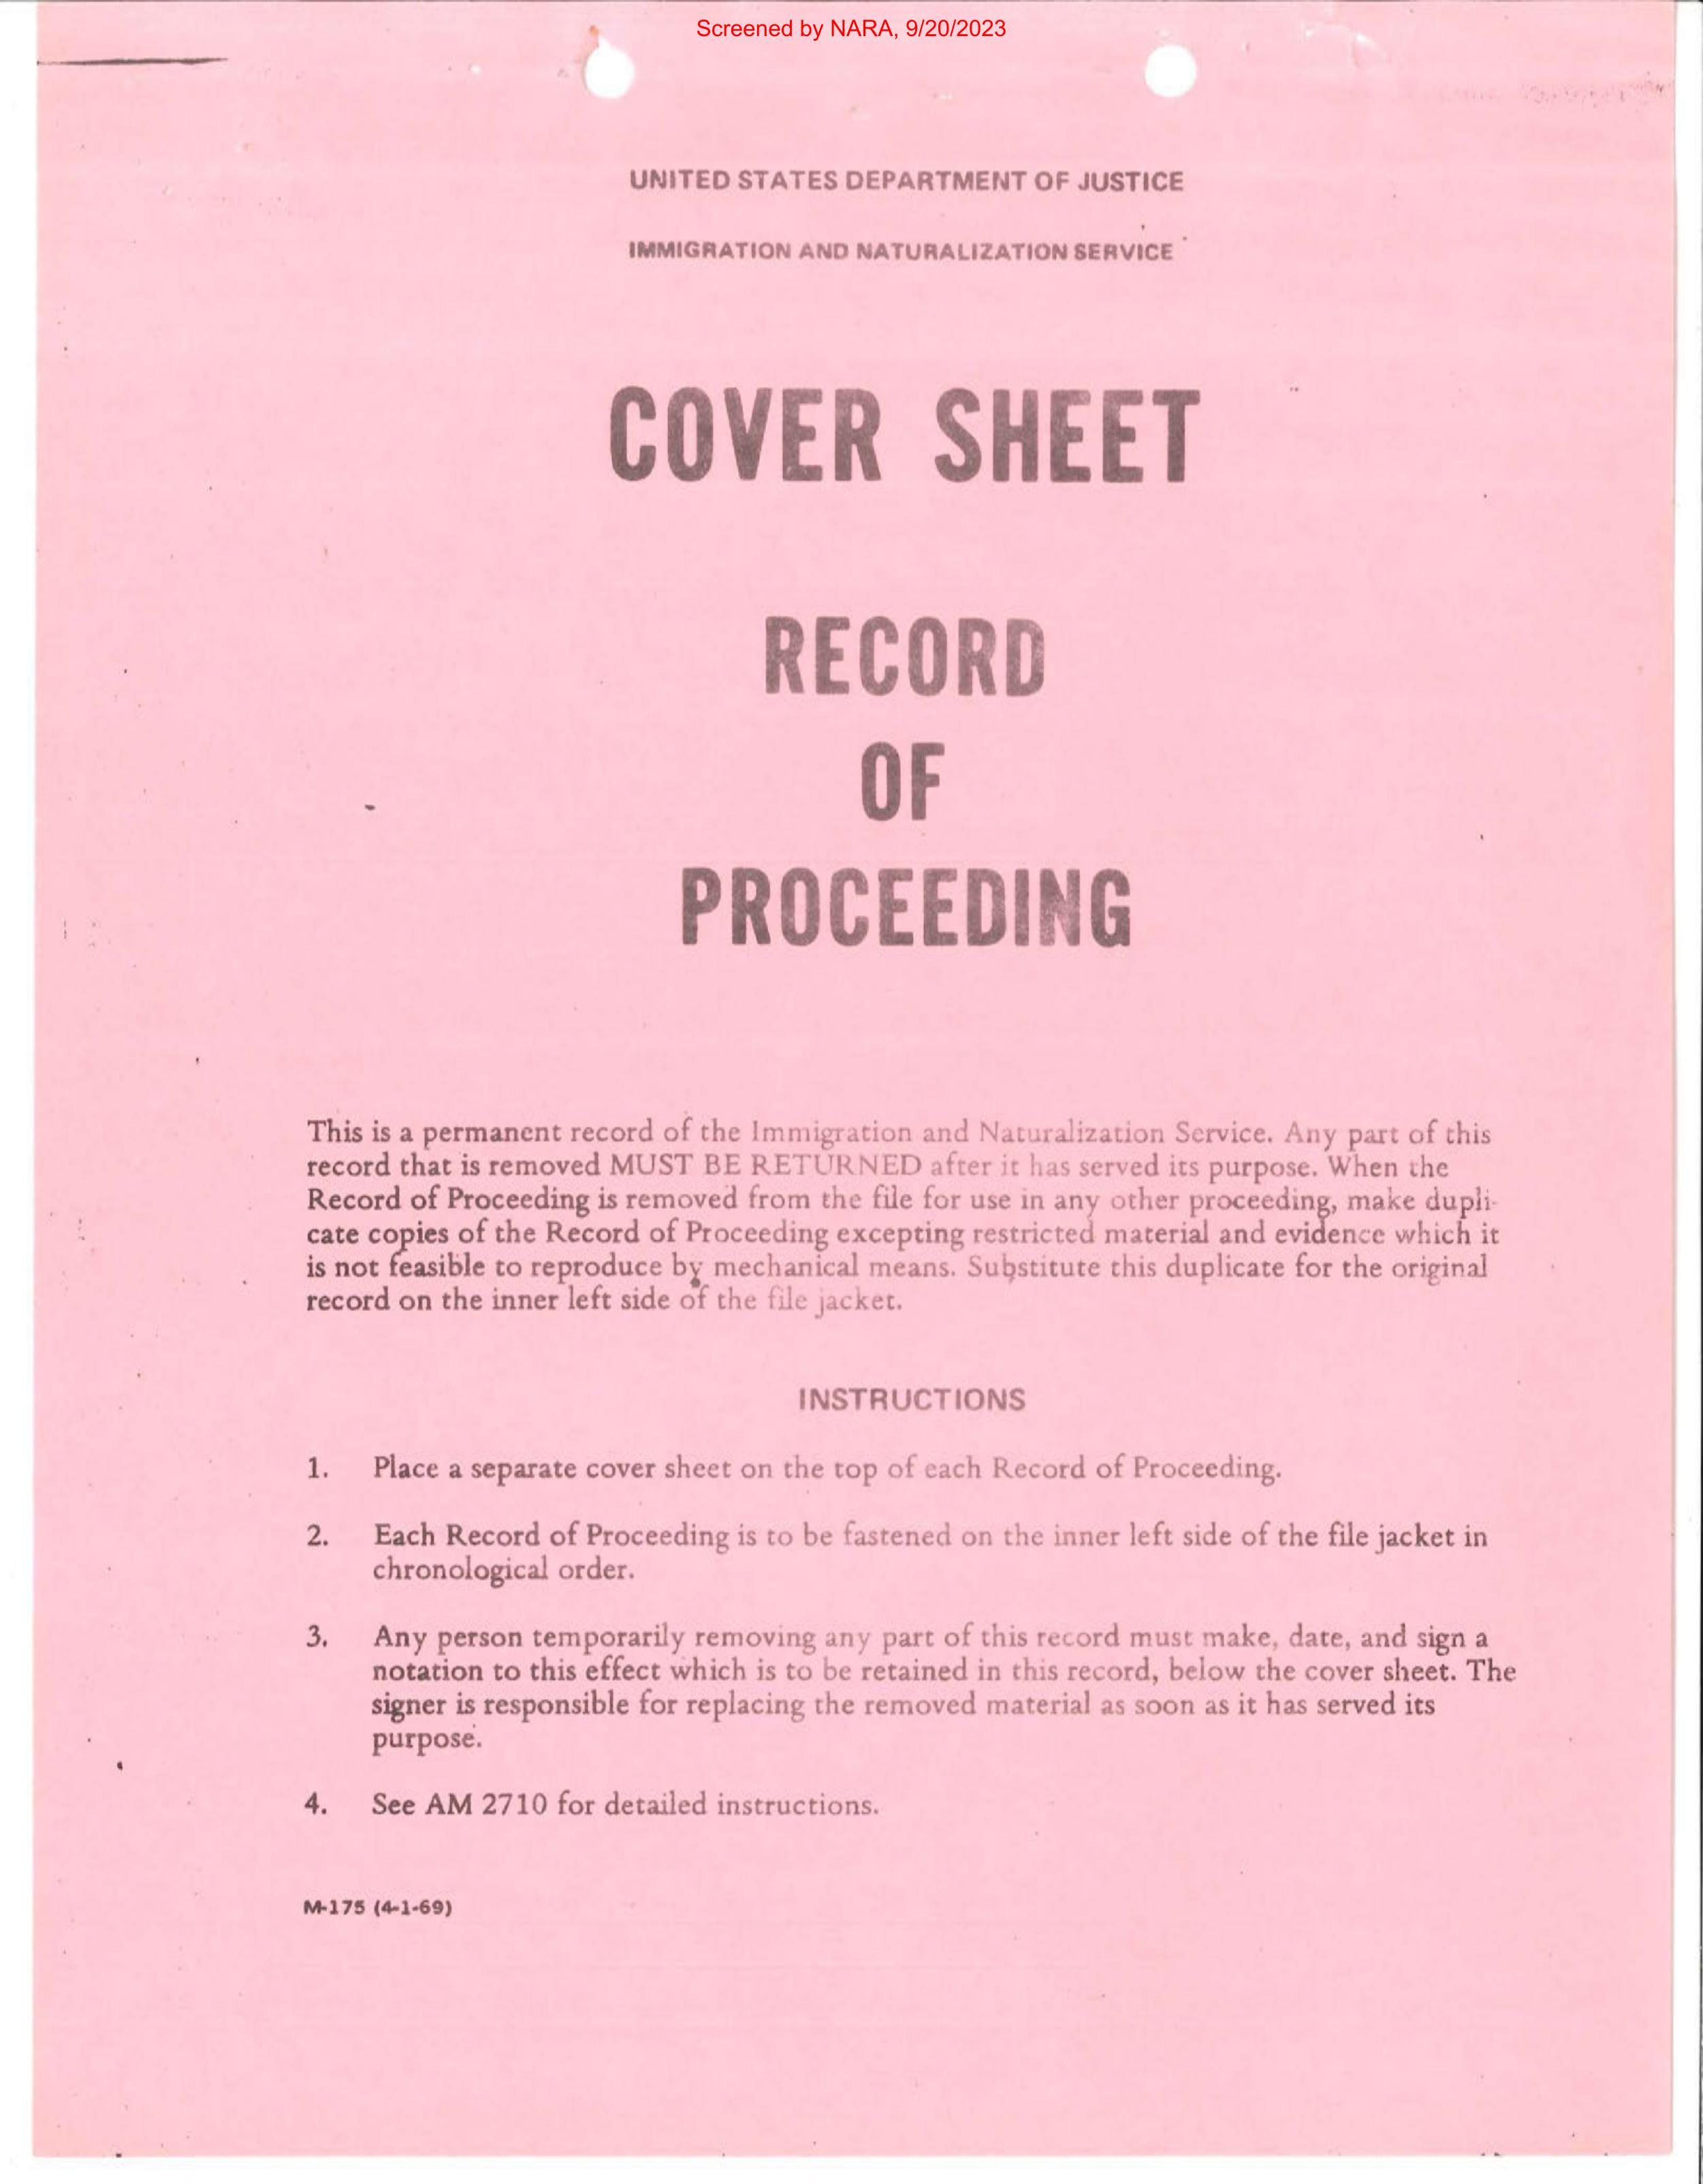 Screened by NARA, 9/20/2023
UNITED STATES DEPARTMENT OF JUSTICE
IMMIGRATION AND NATURALIZATION SERVICE
COVER SHEET
RECORD
OF
PROCEEDING
This is a permanent record of the Immigration and Naturalization Service. Any part of this
record that is removed MUST BE RETURNED after it has served its purpose. When the
Record of Proceeding is removed from the file for use in any other proceeding, make dupli-
cate copies of the Record of Proceeding excepting restricted material and evidence which it
is not feasible to reproduce by mechanical means. Substitute this duplicate for the original
record on the inner left side of the file jacket.
INSTRUCTIONS
1. Place a separate cover sheet on the top of each Record of Proceeding.
2. Each Record of Proceeding is to be fastened on the inner left side of the file jacket in
chronological order.
3. Any person temporarily removing any part of this record must make, date, and sign a
notation to this effect which is to be retained in this record, below the cover sheet. The
signer is responsible for replacing the removed material as soon as it has served its
purpose.
4. See AM 2710 for detailed instructions.
M-175 (4-1-69)